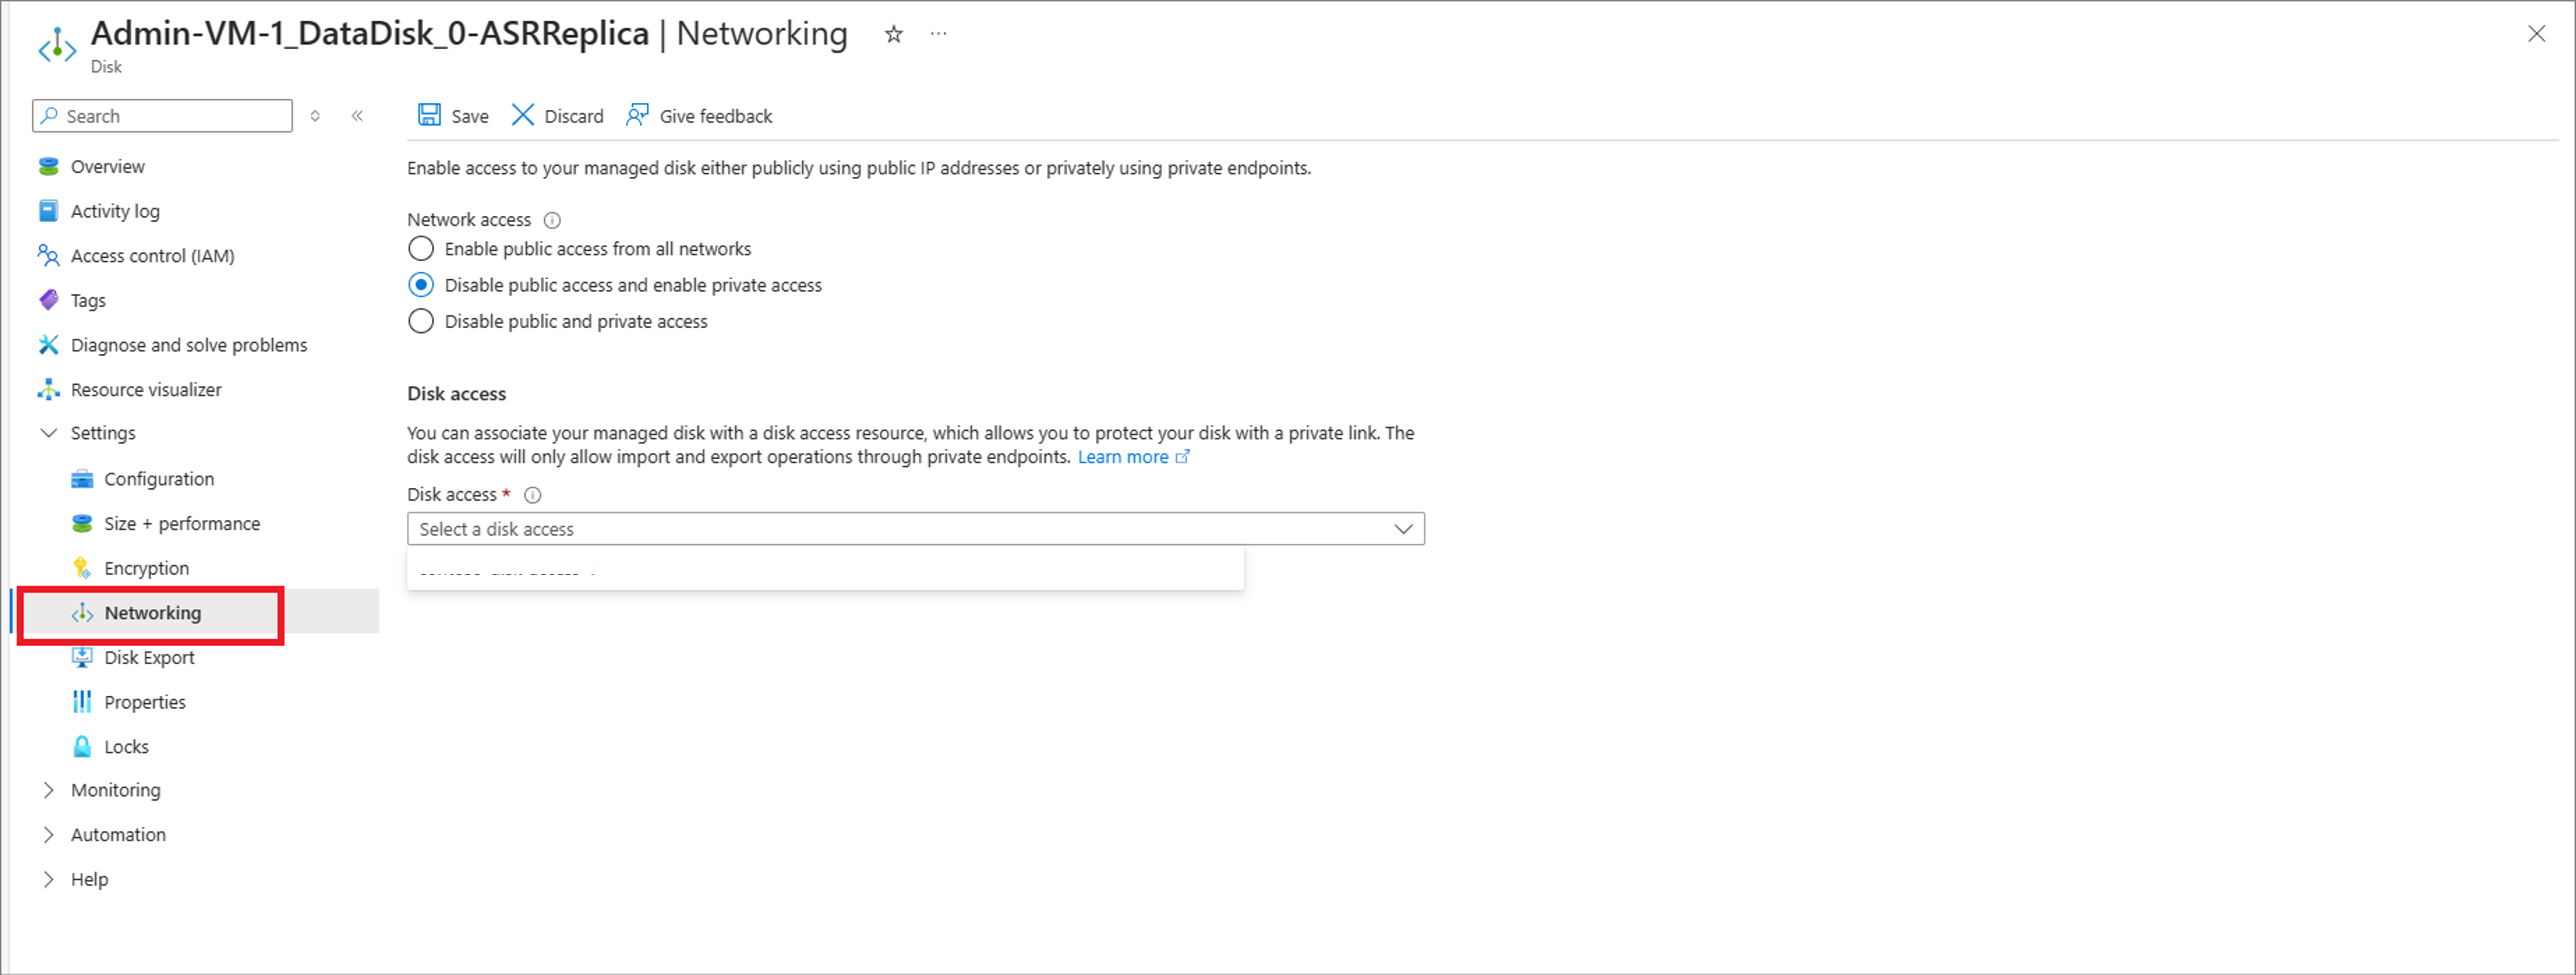 Admin-VM-1_DataDisk_0-ASRReplica | Networking
Disk
Search
Save Discard Give feedback
Overview
Activity log
Access control (IAM)
Tags
Diagnose and solve problems
Resource visualizer
Settings
Configuration
Size + performance
Encryption
Networking
Disk Export
Properties
Locks
Monitoring
Automation
Help
Enable access to your managed disk either publicly using public IP addresses or privately using private endpoints.
Network access
Enable public access from all networks
Disable public access and enable private access
Disable public and private access
Disk access
You can associate your managed disk with a disk access resource, which allows you to protect your disk with a private link. The
disk access will only allow import and export operations through private endpoints. Learn more
Disk access *
Select a disk access